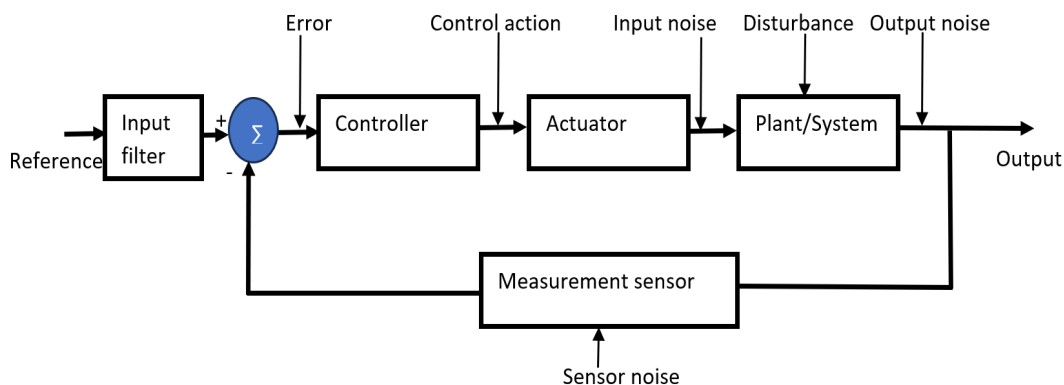 Error
Control action
Input noise
Disturbance
Output noise
Input
filter
+
Σ
Controller
Actuator
Plant/System
Reference
-
Output
Measurement sensor
Sensor noise